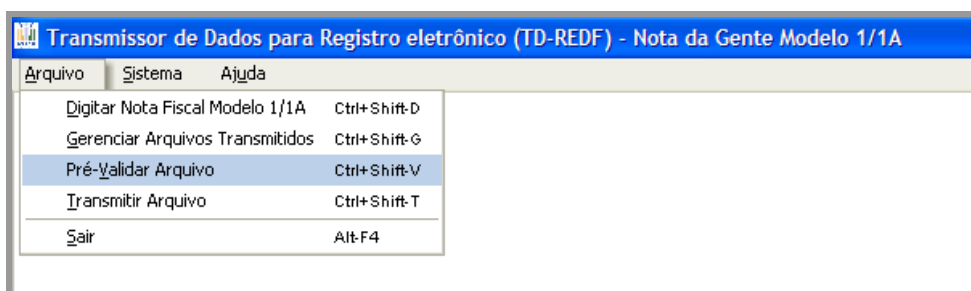 Transmissor de Dados para Registro eletrônico (TD-REDF) - Nota da Gente Modelo 1/1A
Arquivo Sistema Ajuda
Digitar Nota Fiscal Modelo 1/1A Ctrl+Shift-D
Gerenciar Arquivos Transmitidos Ctrl+Shift-G
Pré-Validar Arquivo Ctrl+Shift-V
Transmitir Arquivo Ctrl+Shift-T
Sair Alt-F4